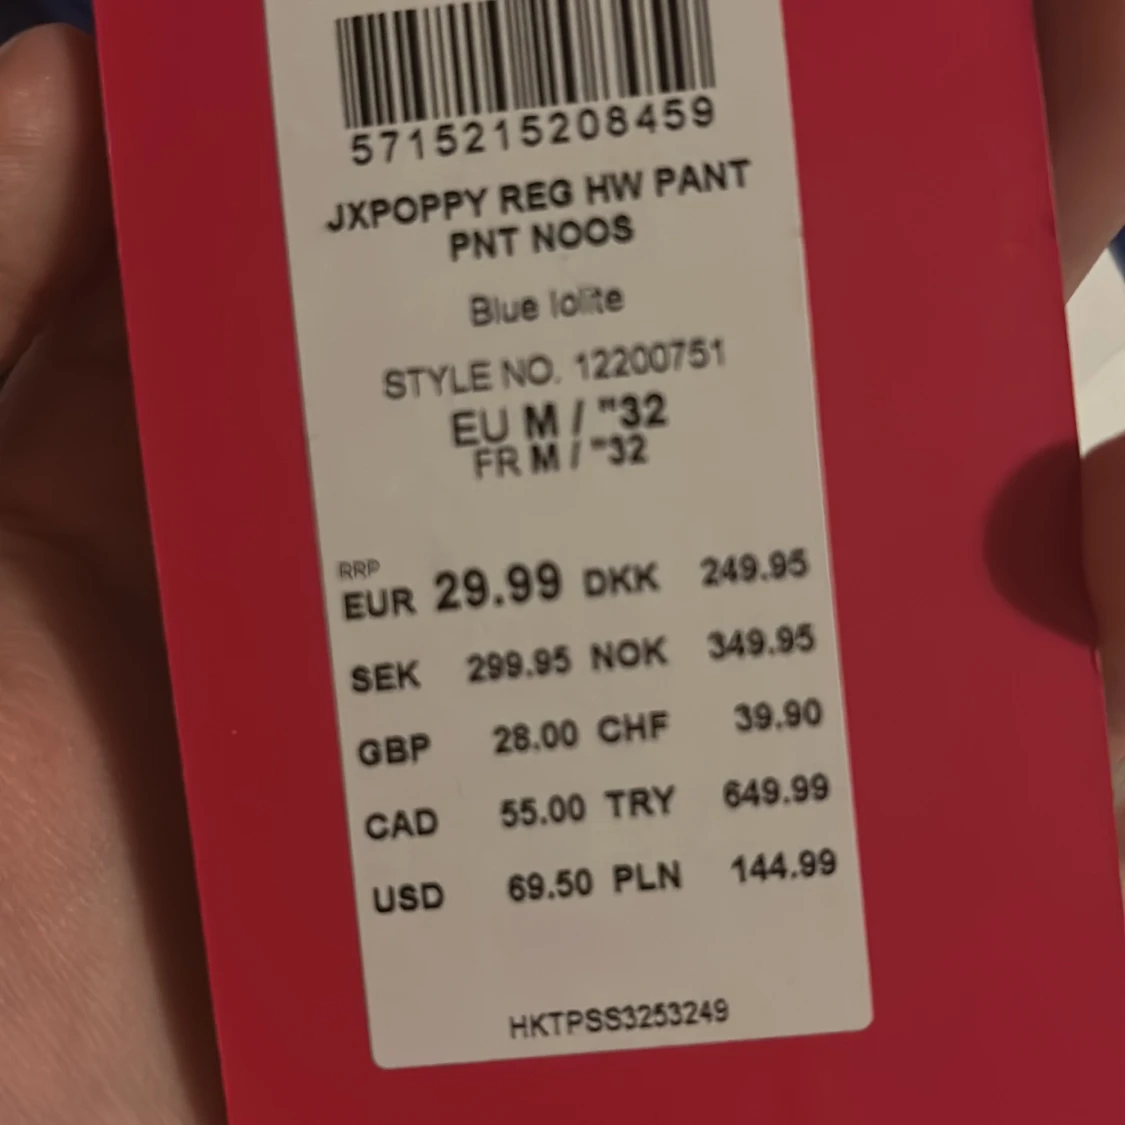 5715215208459
JXPOPPY REG HW PANT
PNT NOOS
Blue Iolite
STYLE NO. 12200751
EU M / "32
FR M / "32
RRP
EUR 29.99 DKK 249.95
SEK 299.95 NOK 349.95
GBP 28.00 CHF 39.90
CAD 55.00 TRY 649.99
USD 69.50 PLN 144.99
HKTPSS3253249